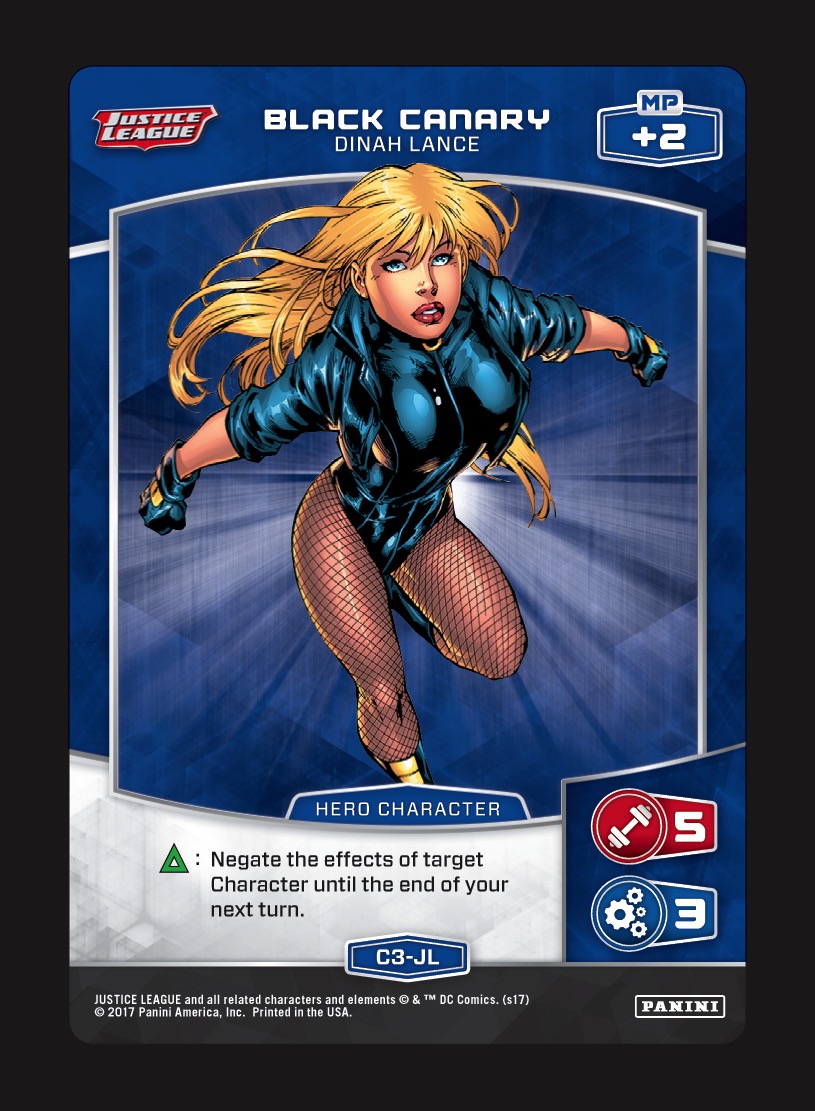 JUSTICE
LEAGUE
BLACK CANARY
DINAH LANCE
MP
+2
HERO CHARACTER
: Negate the effects of target
Character until the end of your
next turn.
5
3
C3-JL
JUSTICE LEAGUE and all related characters and elements © & ™ DC Comics. (s17)
© 2017 Panini America, Inc. Printed in the USA.
PANINI